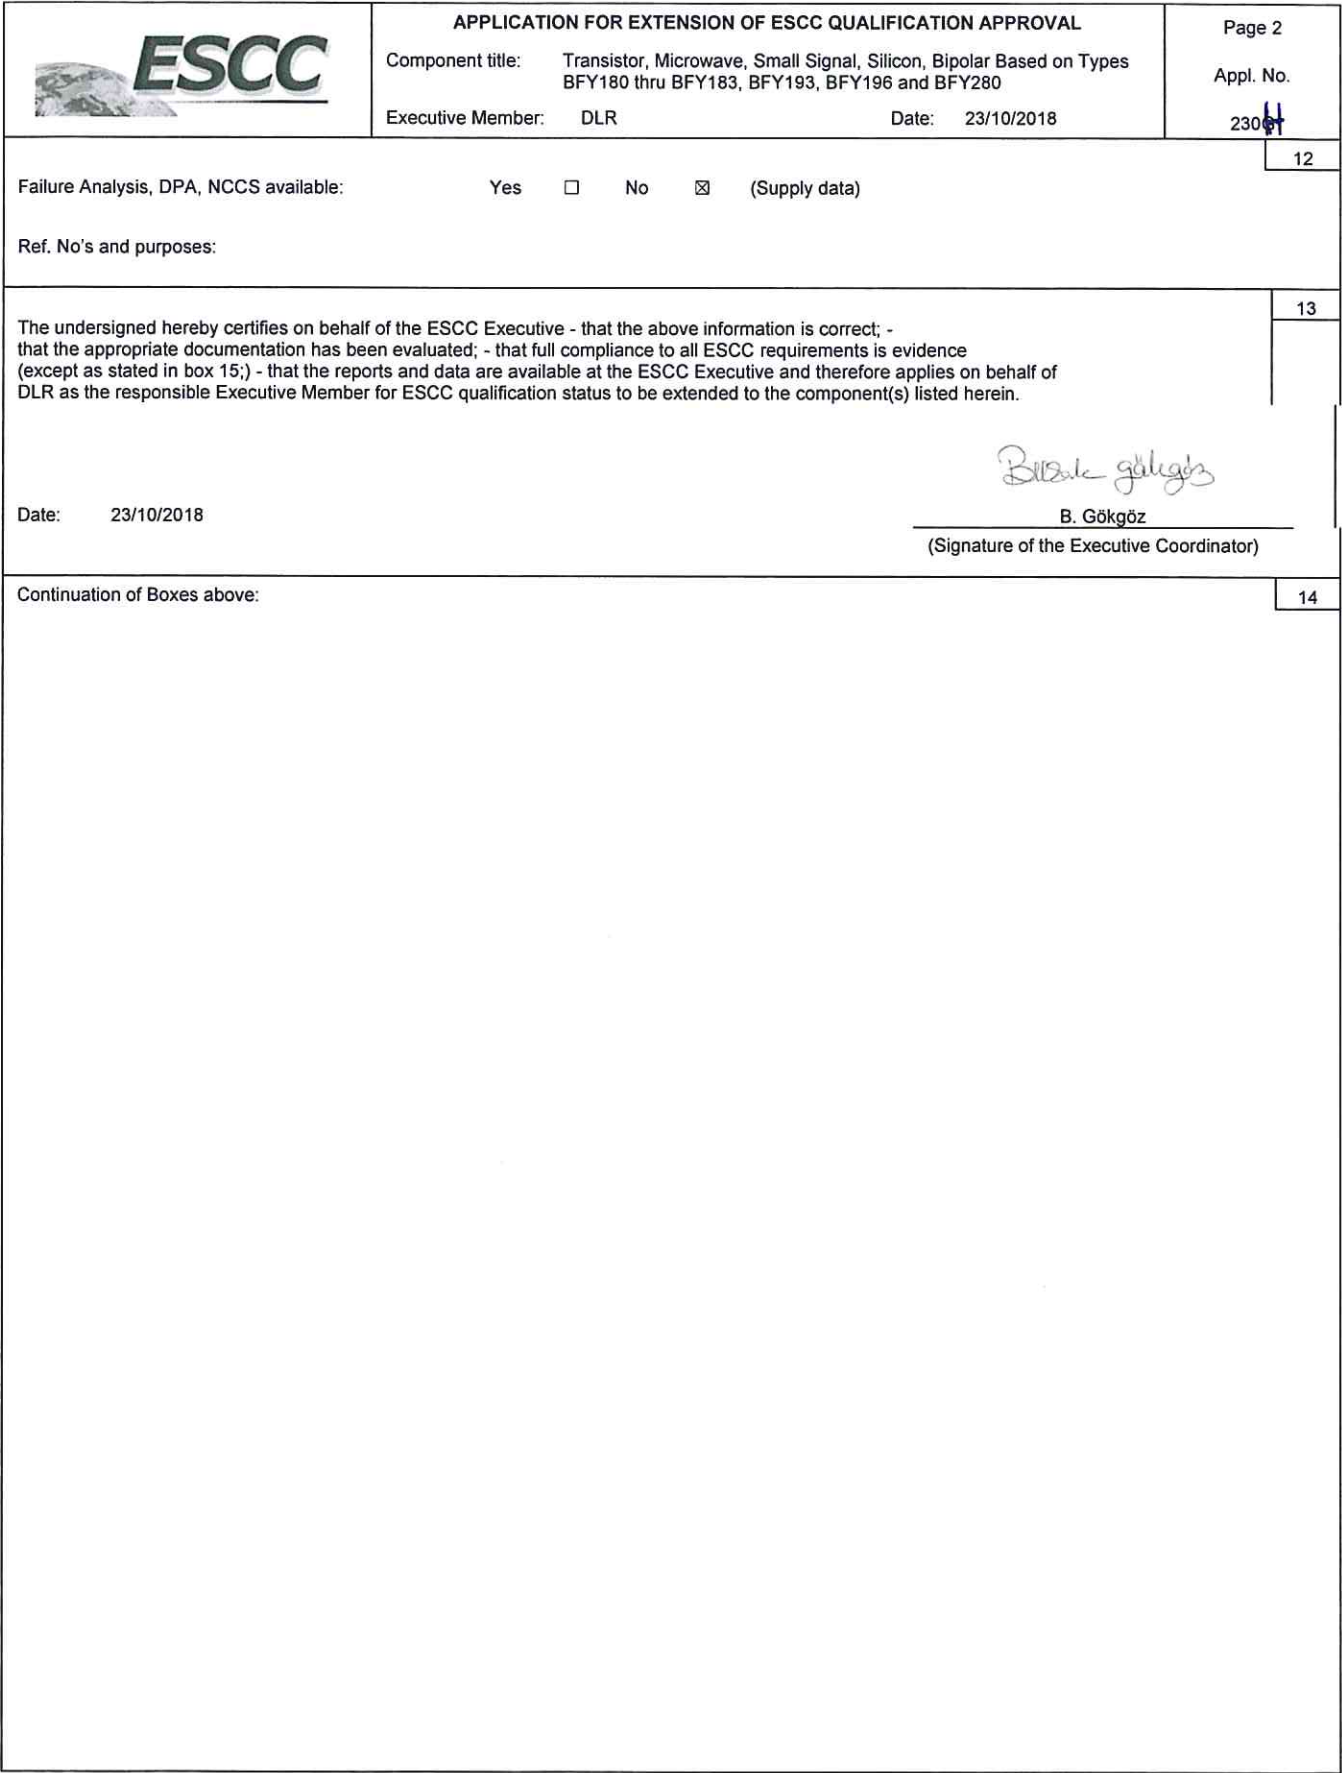 ESCC
APPLICATION FOR EXTENSION OF ESCC QUALIFICATION APPROVAL
Component title: Transistor, Microwave, Small Signal, Silicon, Bipolar Based on Types
BFY180 thru BFY183, BFY193, BFY196 and BFY280
Executive Member: DLR Date: 23/10/2018
Page 2
Appl. No.
12
Failure Analysis, DPA, NCCS available: Yes ☐ No ☒ (Supply data)
Ref. No's and purposes:
13
The undersigned hereby certifies on behalf of the ESCC Executive - that the above information is correct; -
that the appropriate documentation has been evaluated; - that full compliance to all ESCC requirements is evidence
(except as stated in box 15;) - that the reports and data are available at the ESCC Executive and therefore applies on behalf of
DLR as the responsible Executive Member for ESCC qualification status to be extended to the component(s) listed herein.
Date: 23/10/2018
B. Gökgöz
(Signature of the Executive Coordinator)
Continuation of Boxes above:
14